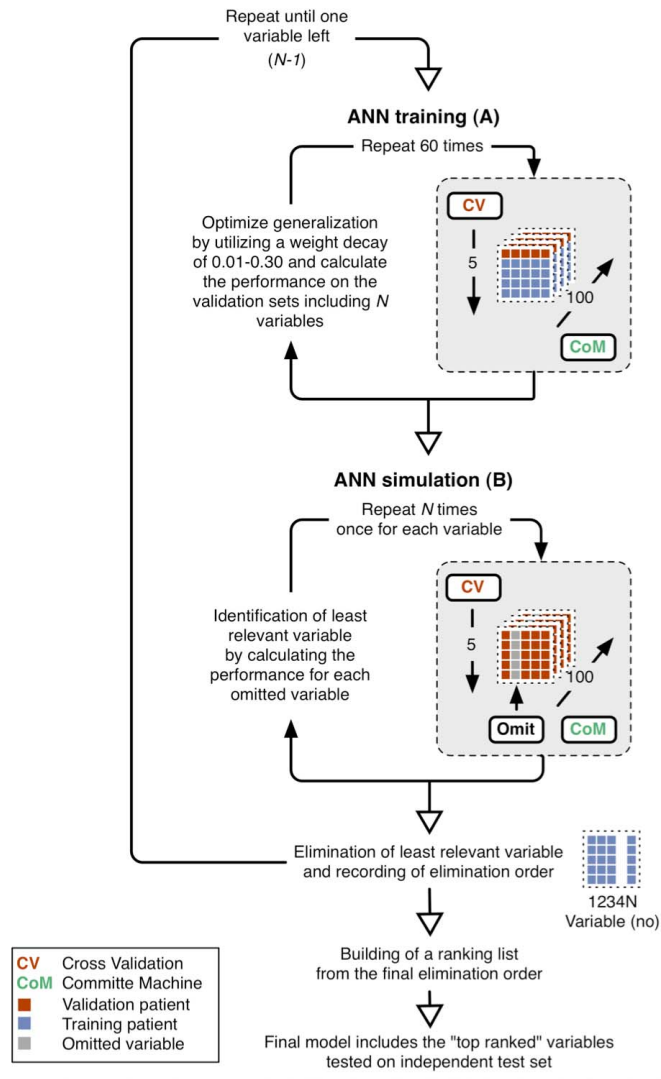 Repeat until one
variable left
(N-1)
ANN training (A)
Repeat 60 times
CV
5
100
CoM
Optimize generalization
by utilizing a weight decay
of 0.01-0.30 and calculate
the performance on the
validation sets including N
variables
ANN simulation (B)
Repeat N times
once for each variable
CV
5
100
Omit
CoM
Identification of least
relevant variable
by calculating the
performance for each
omitted variable
Elimination of least relevant variable
and recording of elimination order
1234N
Variable (no)
Building of a ranking list
from the final elimination order
Final model includes the "top ranked" variables
tested on independent test set
CV Cross Validation
CoM Committe Machine
Validation patient
Training patient
Omitted variable